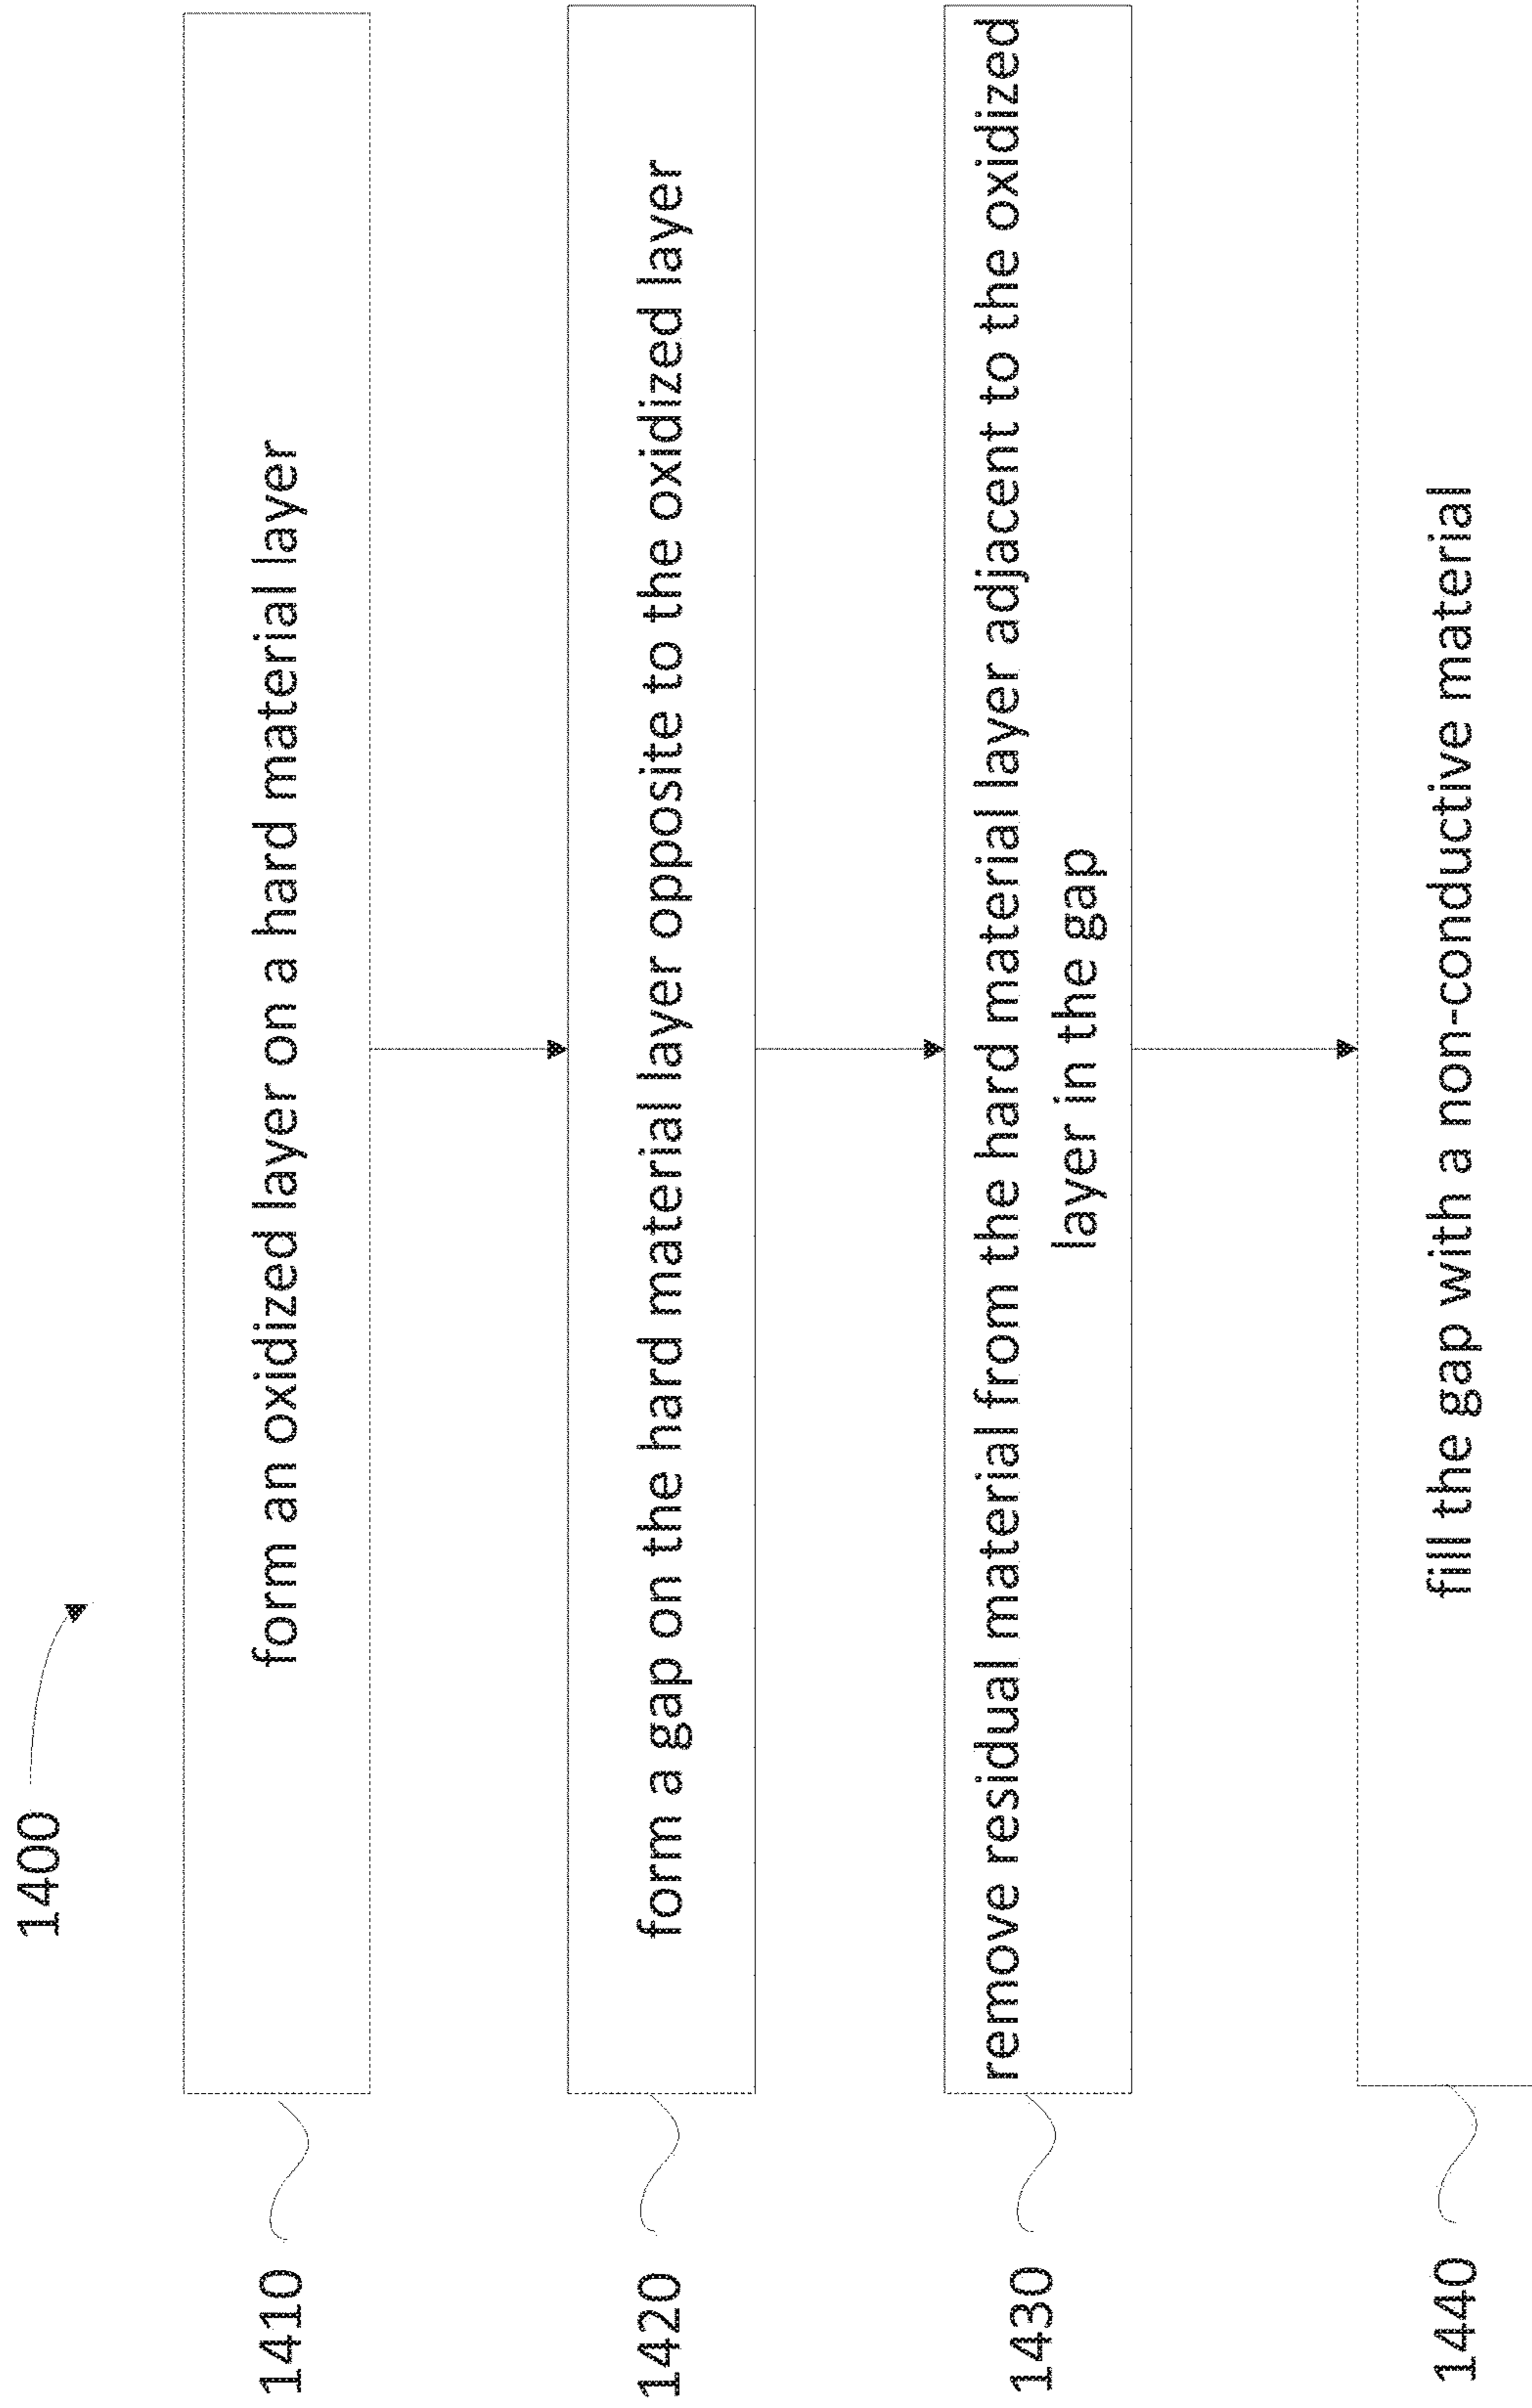 1400
1410
form an oxidized layer on a hard material layer
1420
form a gap on the hard material layer opposite to the oxidized layer
1430
remove residual material from the hard material layer adjacent to the oxidized
layer in the gap
1440
fill the gap with a non-conductive material